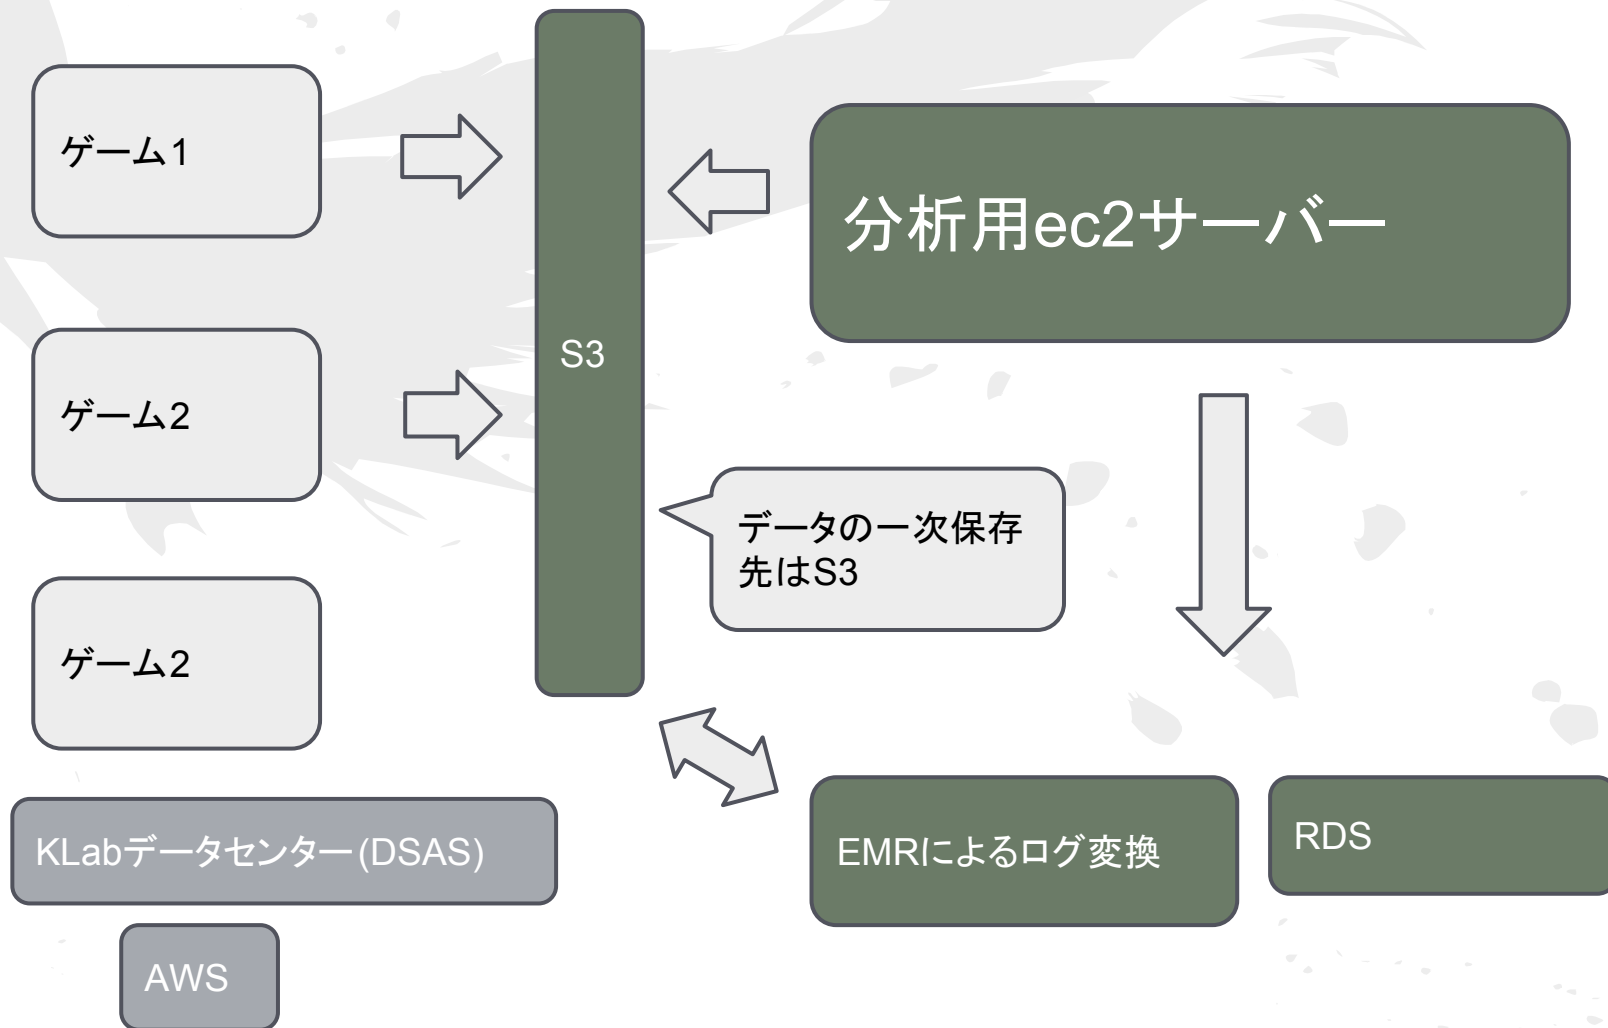 ゲーム1
ゲーム2
ゲーム2
KLabデータセンター(DSAS)
AWS
S3
分析用ec2サーバー
データの一次保存
先はS3
EMRによるログ変換
RDS